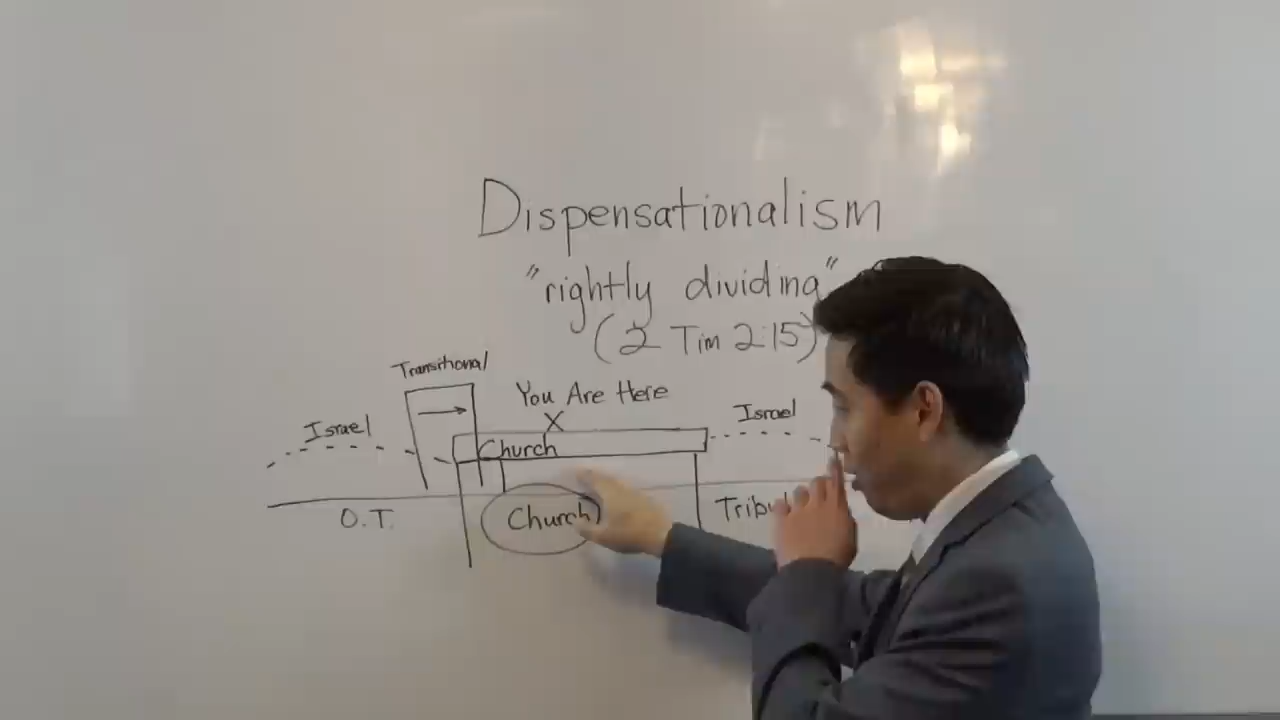 Dispensationalism
"rightly dividing"
(2 Tim 2:15)
Transitional
You Are Here
X
Israel
Israel
Church
O.T.
Church